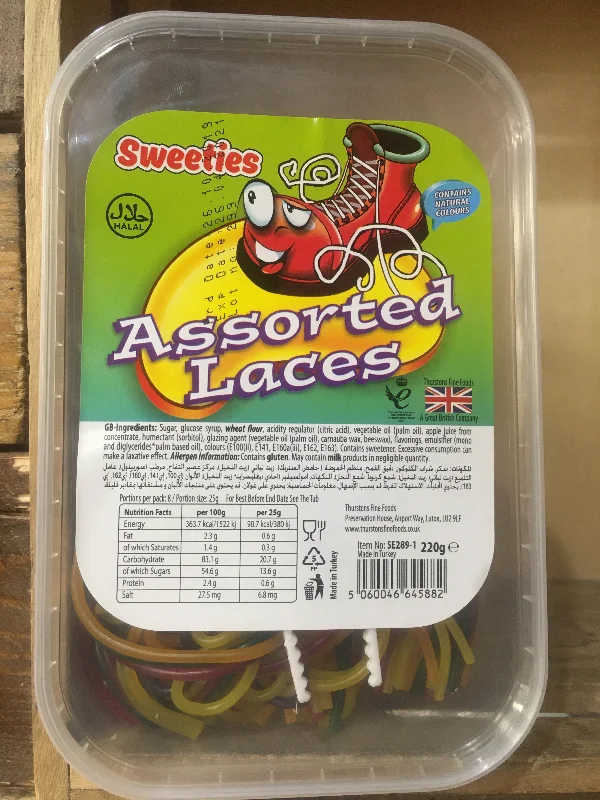 Sweeties
حلال
HALAL
CONTAINS
NATURAL
COLOURS
Assorted
Laces
Thurstons Fine Foods
A Great British Company
GB-Ingredients: Sugar, glucose syrup, wheat flour, acidity regulator (citric acid), vegetable oil (palm oil), apple juice from
concentrate, humectant (sorbitol), glazing agent (vegetable oil (palm oil), carnauba wax, beeswax), flavorings, emulsifier (mono
and diglycerides*palm based oil), colours (E100(ii), E141, E160a(iii), E162, E163). Contains sweetener. Excessive consumption can
make a laxative effect. Allergen Information: Contains gluten. May contain milk products in negligible quantity.
Portions per pack: 8 / Portion size: 25g For Best Before End Date See The Tub
Nutrition Facts per 100g per 25g
Energy 363.7 kcal/1522 kj 90.7 kcal/380 kj
Fat 2.3 g 0.6 g
of which Saturates 1.4 g 0.3 g
Carbohydrate 83.1 g 20.7 g
of which Sugars 54.6 g 13.6 g
Protein 2.4 g 0.6 g
Salt 27.5 mg 6.8 mg
5
PP
Made in Turkey
Thurstons Fine Foods
Preservation House, Airport Way, Luton, LU2 9LF
www.thurstonsfinefoods.co.uk
Item No: SE289-1 220g e
Made in Turkey
5 060046 645882